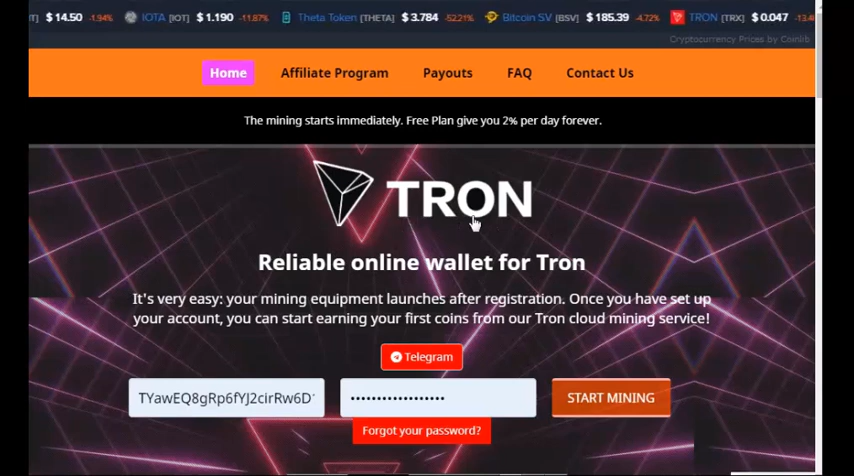 $ 14.50 -1.94% IOTA [IOT] $ 1.190 -11.87% Theta Token [THETA] $ 3.784 -52.21% Bitcoin SV [BSV] $ 185.39 -4.72% TRON [TRX] $ 0.047
Cryptocurrency Prices by Coinlib
Home Affiliate Program Payouts FAQ Contact Us
The mining starts immediately. Free Plan give you 2% per day forever.
TRON
Reliable online wallet for Tron
It's very easy: your mining equipment launches after registration. Once you have set up
your account, you can start earning your first coins from our Tron cloud mining service!
Telegram
TYawEQ8gRp6fYJ2cirRw6D •••••••••••••••••• START MINING
Forgot your password?